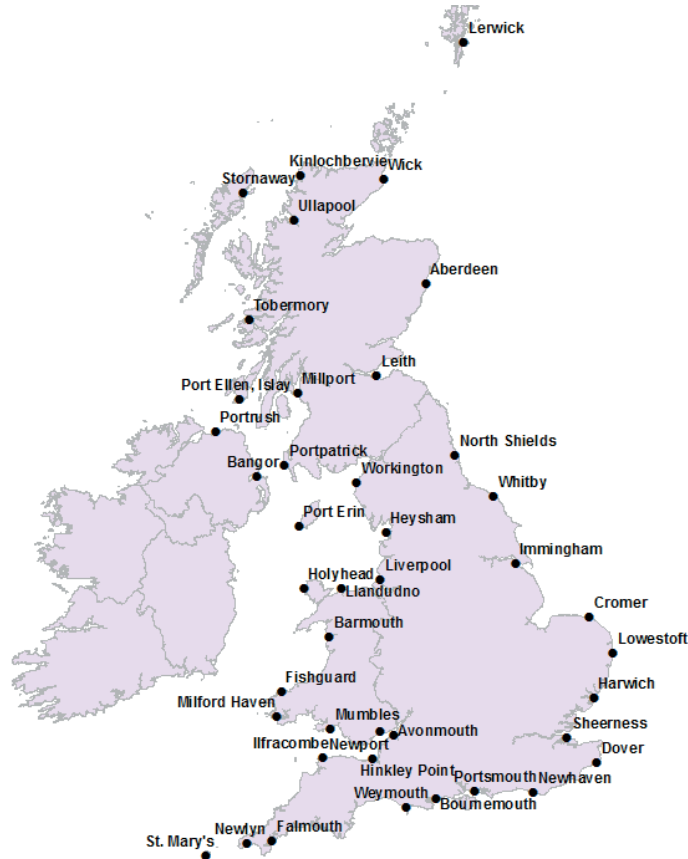 Lerwick
Kinlochbervie
Wick
Stornaway
Ullapool
Aberdeen
Tobermory
Leith
Port Ellen, Islay
Millport
Portrush
North Shields
Portpatrick
Bangor
Workington
Whitby
Port Erin
Heysham
Immingham
Liverpool
Holyhead
Llandudno
Cromer
Barmouth
Lowestoft
Fishguard
Harwich
Milford Haven
Mumbles
Sheerness
Avonmouth
Ilfracombe
Newport
Dover
Hinkley Point
Portsmouth
Newhaven
Weymouth
Bournemouth
Newlyn
Falmouth
St. Mary's